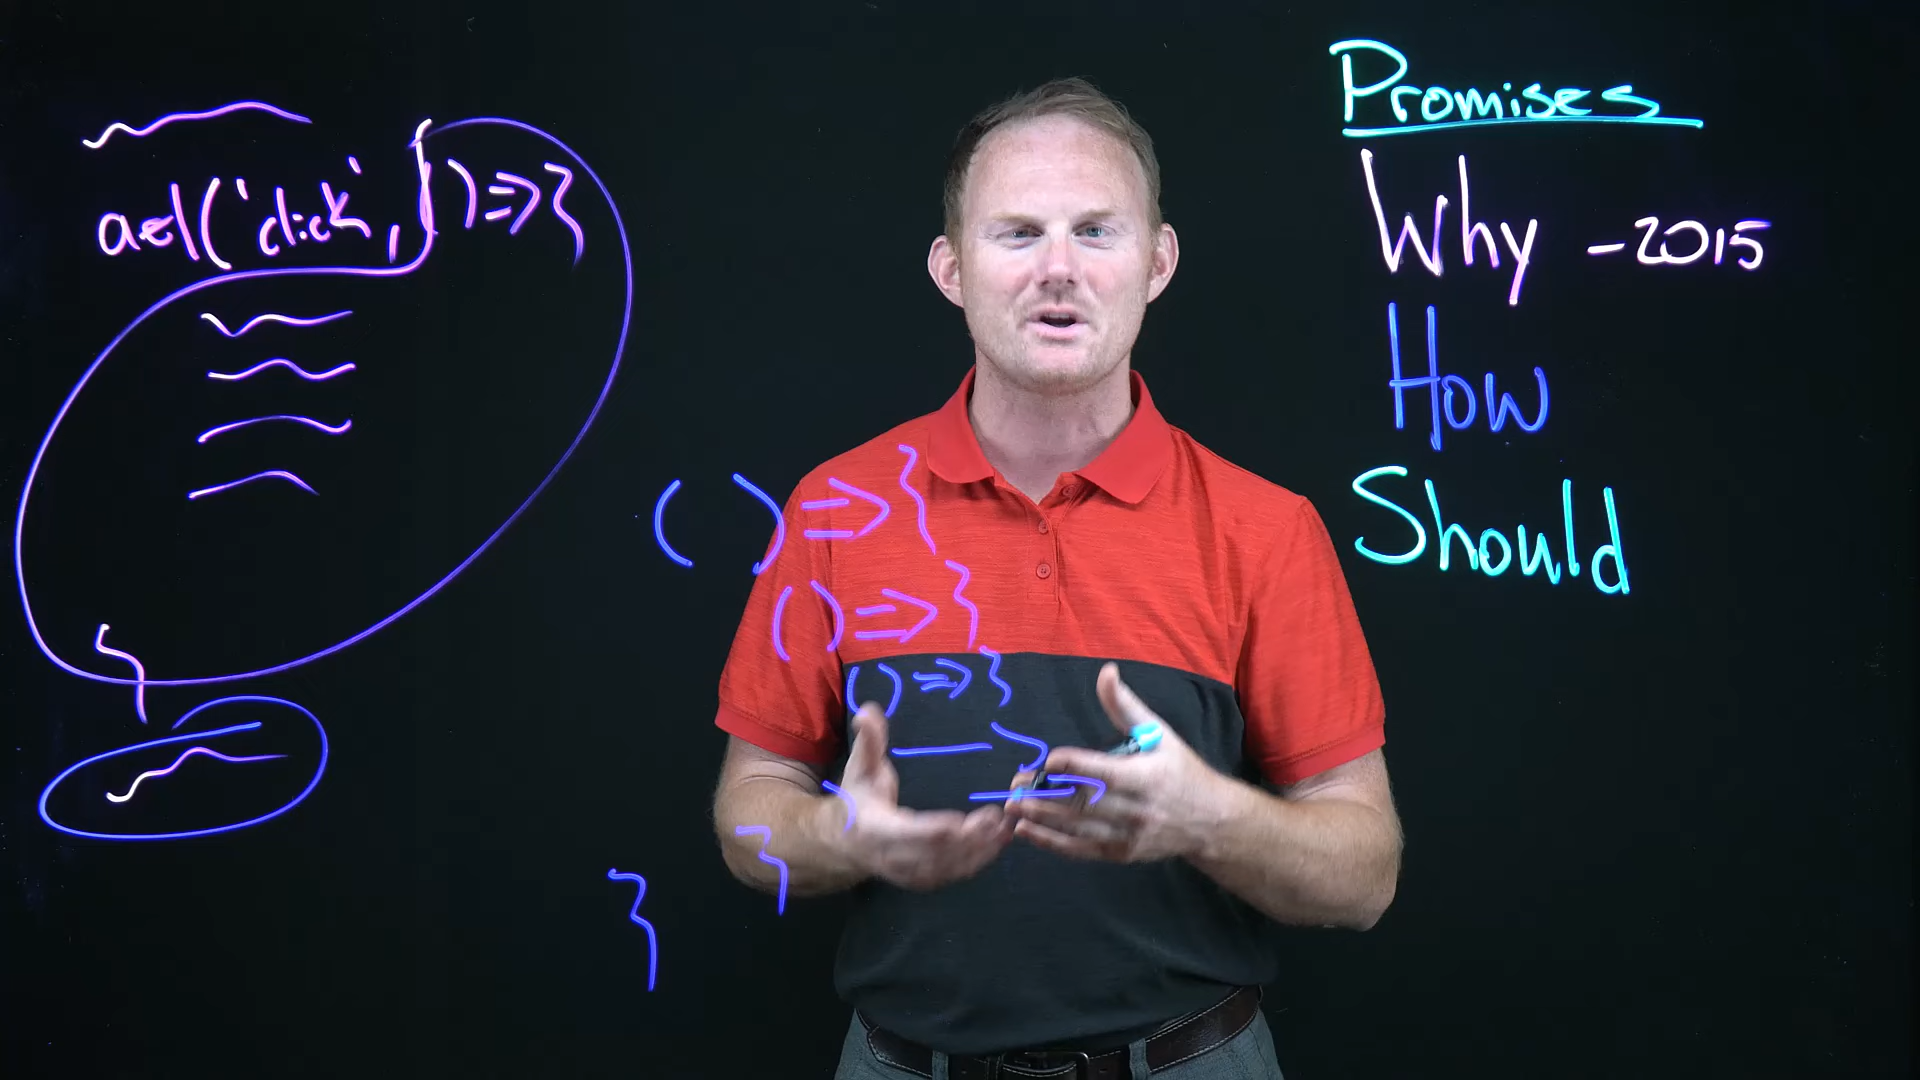 ael('click', () => {
}
() => {
() => {
() => {
}
}
Promises
Why - 2015
How
Should